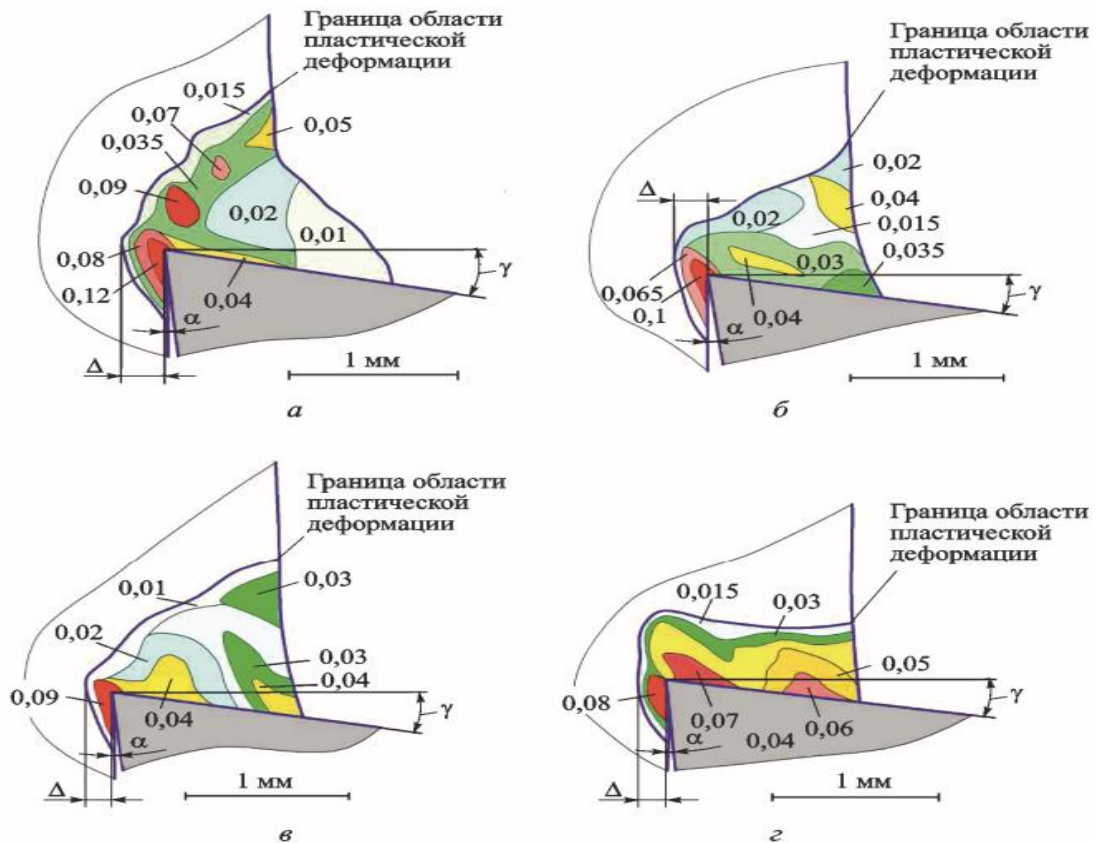 Граница области
пластической
деформации
0,015
0,07
0,05
0,035
0,09
0,02
0,01
0,08
0,12
0,04
γ
α
Δ
1 мм
а
Граница области
пластической
деформации
0,02
Δ
0,04
0,02
0,015
0,03
0,035
0,065
0,1
0,04
γ
α
1 мм
б
Граница области
пластической
деформации
0,01
0,03
0,02
0,03
0,04
0,09
0,04
γ
α
Δ
1 мм
в
Граница области
пластической
деформации
0,015
0,03
0,05
0,08
0,07
0,06
0,04
γ
α
Δ
1 мм
г